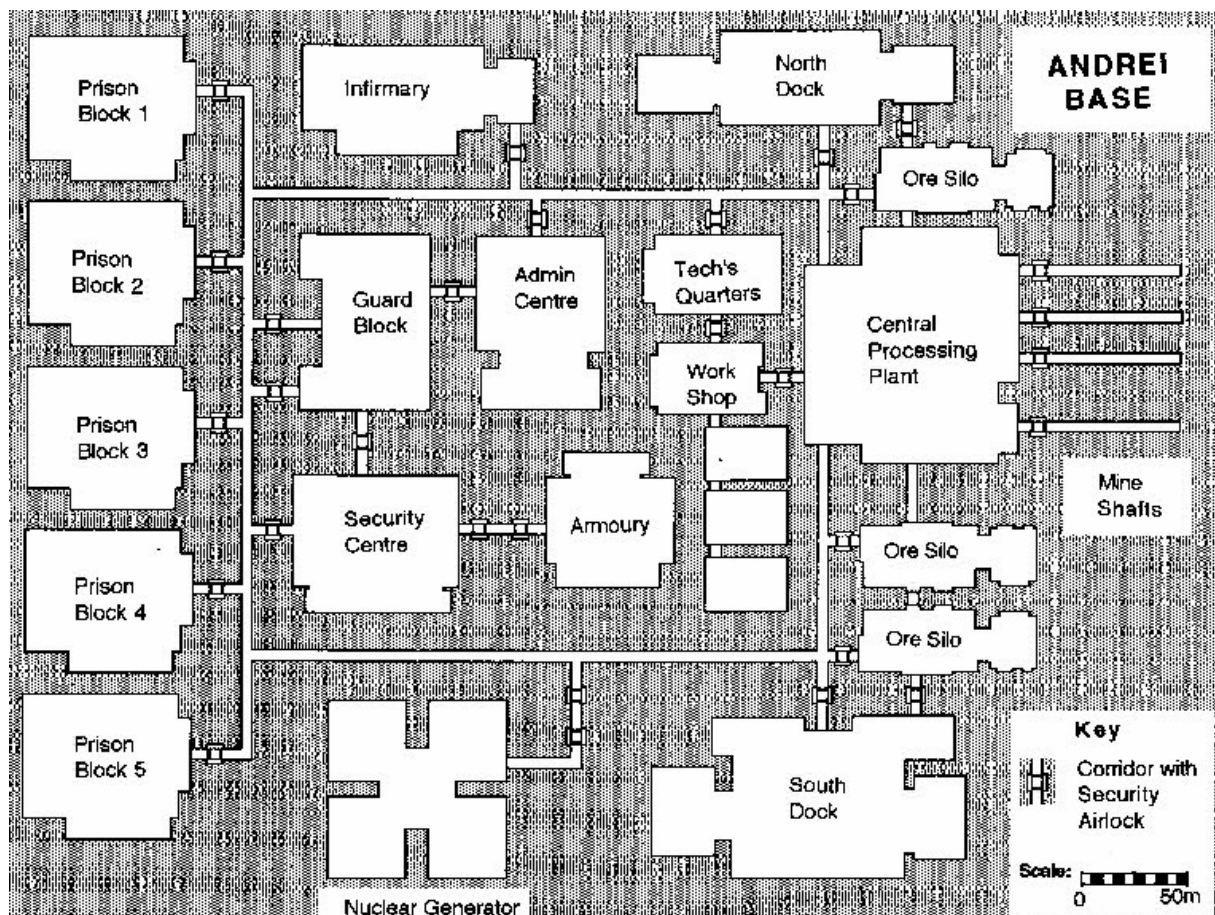 ANDREI
BASE
Prison
Block 1
Infirmary
North
Dock
Ore Silo
Prison
Block 2
Guard
Block
Admin
Centre
Tech's
Quarters
Central
Processing
Plant
Work
Shop
Prison
Block 3
Mine
Shafts
Security
Centre
Armoury
Ore Silo
Prison
Block 4
Ore Silo
Prison
Block 5
South
Dock
Nuclear Generator
Key
Corridor with
Security
Airlock
Scale:
0 50m